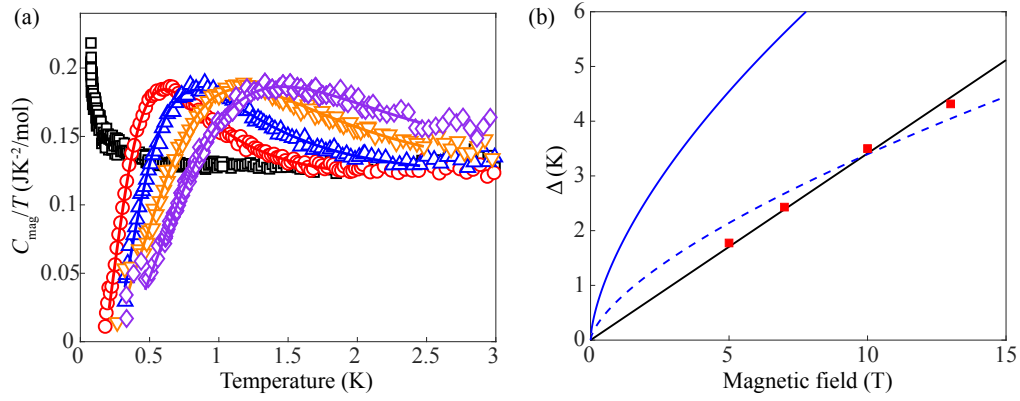 (a)
0.2
0.15
0.1
0.05
0
C_mag/T (JK⁻²/mol)
0 0.5 1 1.5 2 2.5 3
Temperature (K)
(b)
6
5
4
3
2
1
0
Δ (K)
0 5 10 15
Magnetic field (T)